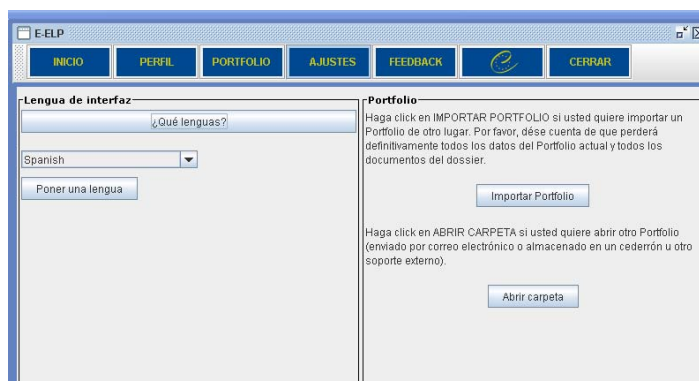 E-ELP
INICIO PERFIL PORTFOLIO AJUSTES FEEDBACK e CERRAR
Lengua de interfaz
¿Qué lenguas?
Spanish
Poner una lengua
Portfolio
Haga click en IMPORTAR PORTFOLIO si usted quiere importar un
Portfolio de otro lugar. Por favor, dése cuenta de que perderá
definitivamente todos los datos del Portfolio actual y todos los
documentos del dossier.
Importar Portfolio
Haga click en ABRIR CARPETA si usted quiere abrir otro Portfolio
(enviado por correo electrónico o almacenado en un cederrón u otro
soporte externo).
Abrir carpeta